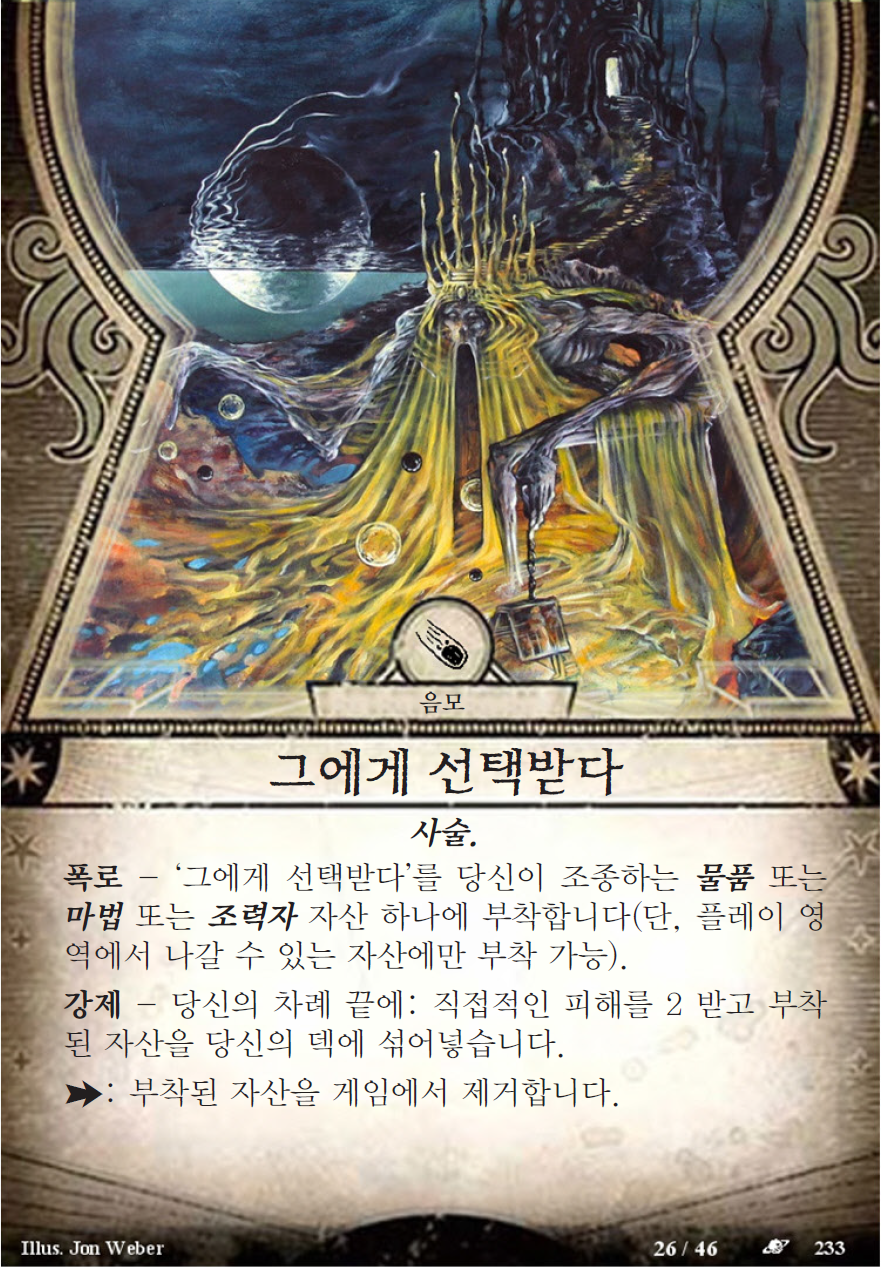 음모
그에게 선택받다
사술.
폭로 – ‘그에게 선택받다’를 당신이 조종하는 물품 또는
마법 또는 조력자 자산 하나에 부착합니다(단, 플레이 영
역에서 나갈 수 있는 자산에만 부착 가능).
강제 – 당신의 차례 끝에: 직접적인 피해를 2 받고 부착
된 자산을 당신의 덱에 섞어넣습니다.
: 부착된 자산을 게임에서 제거합니다.
Illus. Jon Weber 26 / 46 233